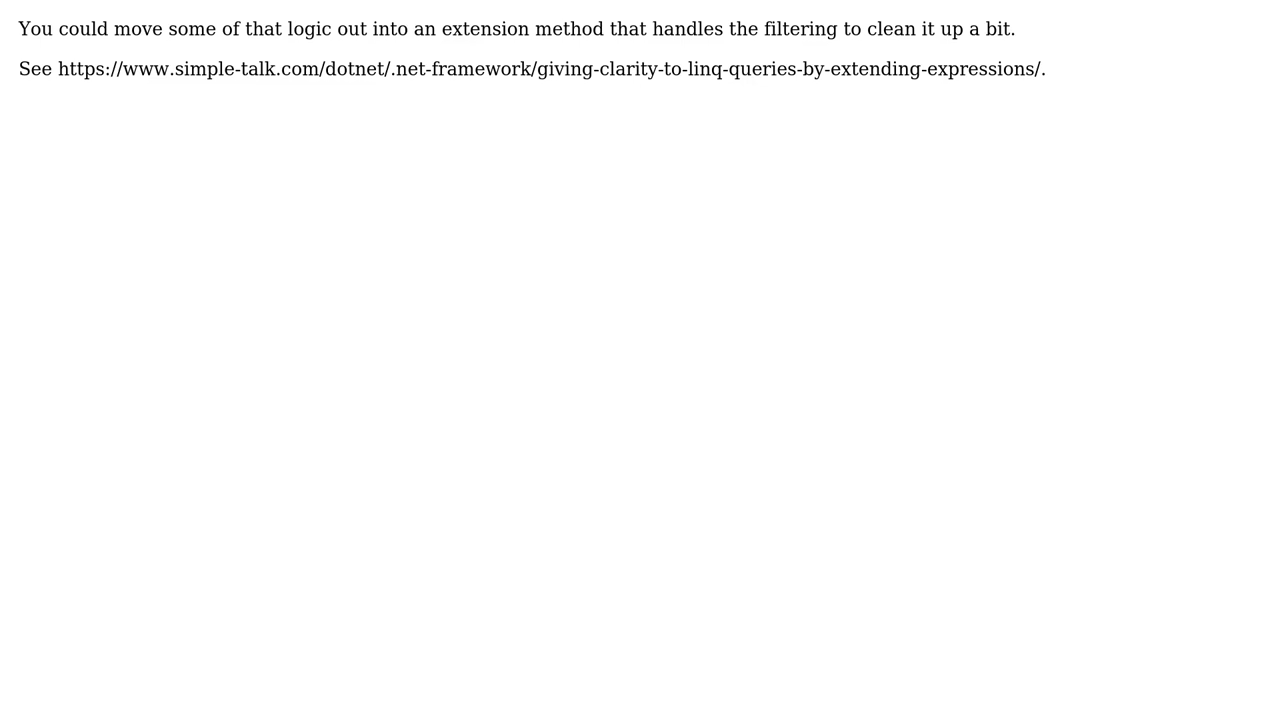 You could move some of that logic out into an extension method that handles the filtering to clean it up a bit.
See https://www.simple-talk.com/dotnet/.net-framework/giving-clarity-to-linq-queries-by-extending-expressions/.